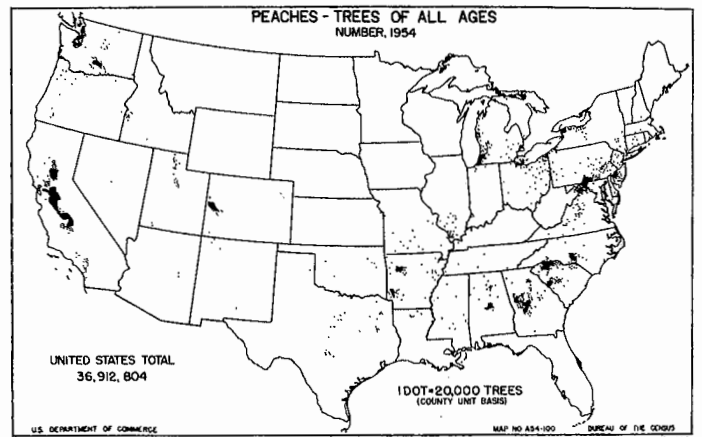 PEACHES - TREES OF ALL AGES
NUMBER, 1954
UNITED STATES TOTAL
36,912,804
1 DOT=20,000 TREES
(COUNTY UNIT BASIS)
U.S. DEPARTMENT OF COMMERCE
MAP NO A54-100
BUREAU OF THE CENSUS